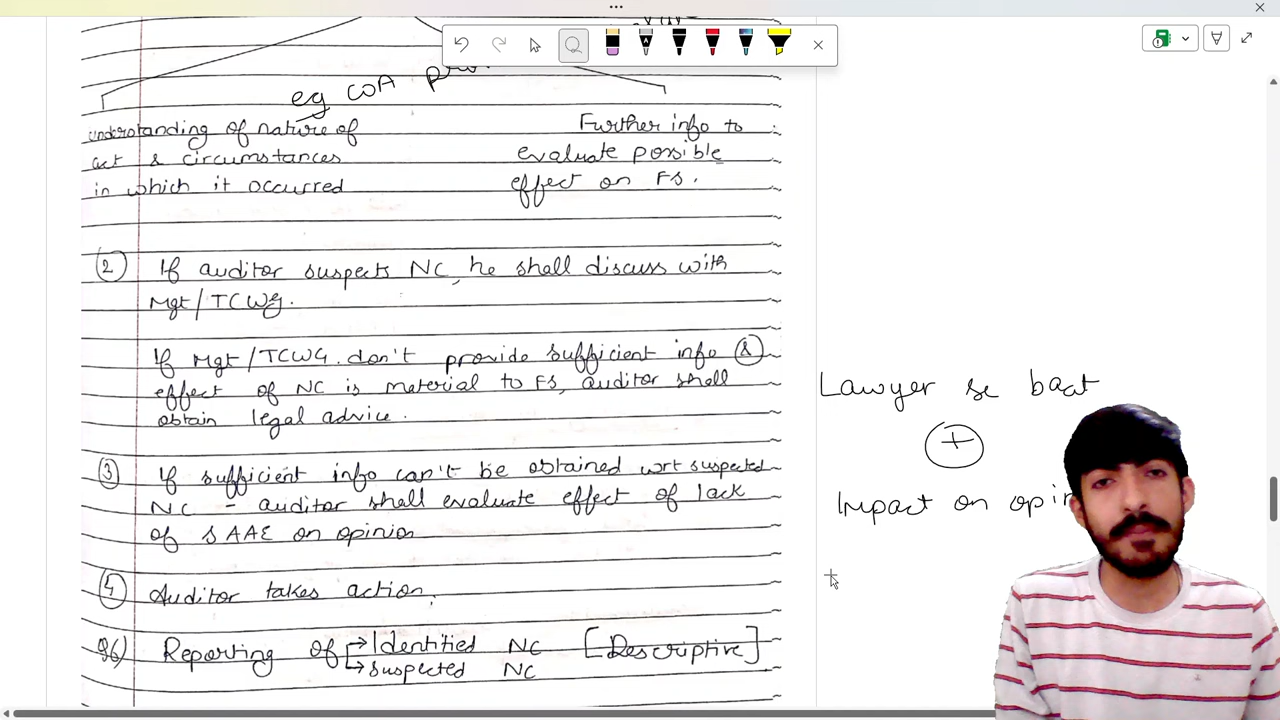 eg COA
understanding of nature of
act & circumstances
in which it occurred
Further info to
evaluate possible
effect on FS.
② If auditor suspects NC, he shall discuss with
Mgt/TCWG.
If Mgt/TCWG don't provide sufficient info &
effect of NC is material to FS, auditor shall
obtain legal advice.
③ If sufficient info can't be obtained wrt suspected
NC - auditor shall evaluate effect of lack
of SAAE on opinion
Auditor takes action.
Q6) Reporting of → Identified NC [Descriptive]
→ suspected NC
Lawyer se baat
+
Impact on opin